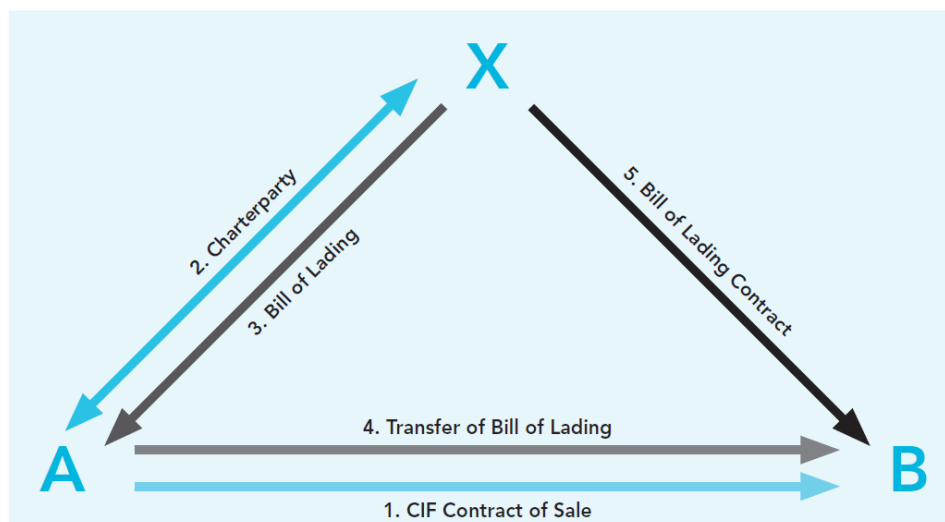 X
2. Charterparty
3. Bill of Lading
5. Bill of Lading Contract
4. Transfer of Bill of Lading
A
B
1. CIF Contract of Sale